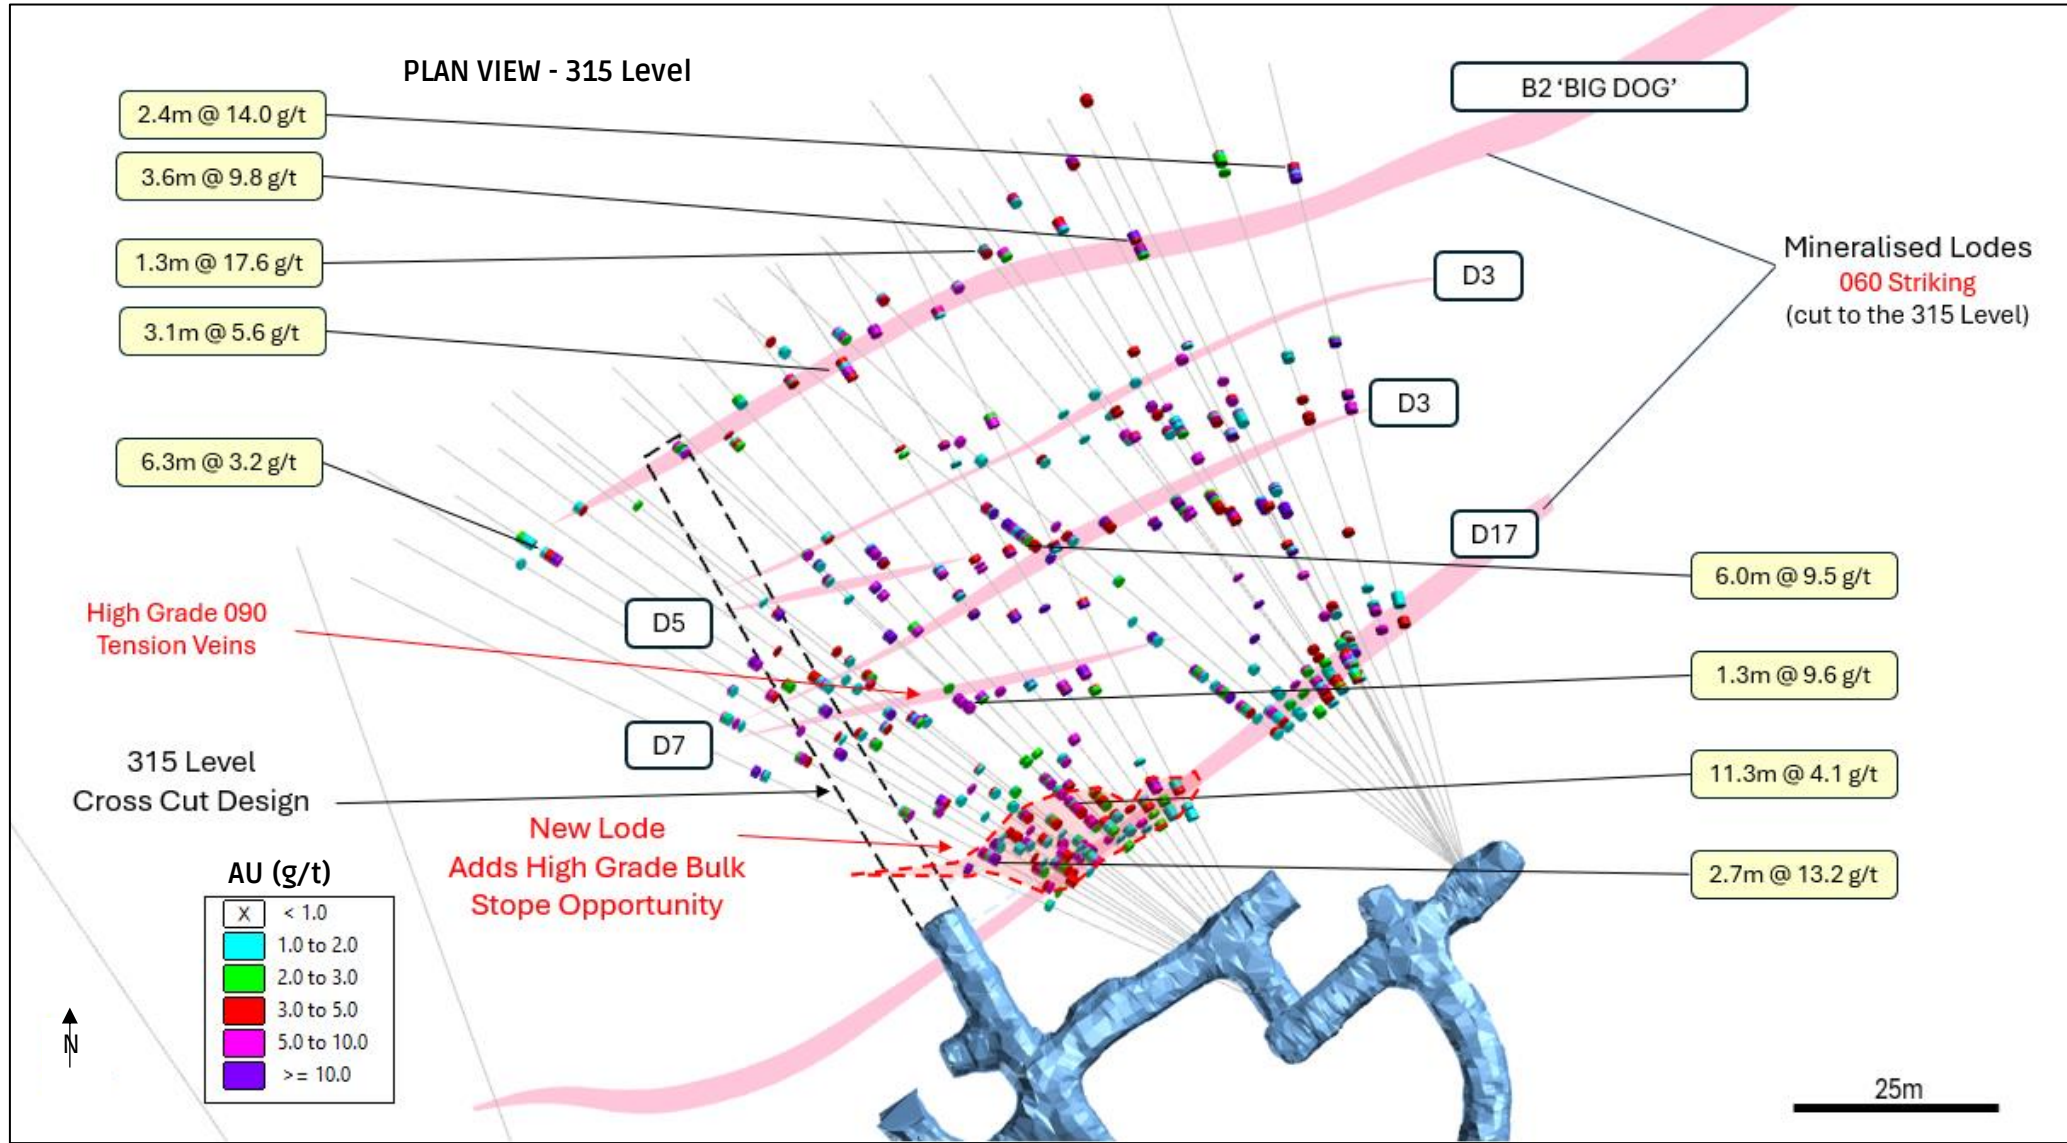 PLAN VIEW - 315 Level
B2 ‘BIG DOG’
2.4m @ 14.0 g/t
3.6m @ 9.8 g/t
1.3m @ 17.6 g/t
3.1m @ 5.6 g/t
6.3m @ 3.2 g/t
Mineralised Lodes
060 Striking
(cut to the 315 Level)
D3
D3
D17
6.0m @ 9.5 g/t
1.3m @ 9.6 g/t
11.3m @ 4.1 g/t
2.7m @ 13.2 g/t
High Grade 090
Tension Veins
D5
D7
315 Level
Cross Cut Design
New Lode
Adds High Grade Bulk
Stope Opportunity
AU (g/t)
X < 1.0
1.0 to 2.0
2.0 to 3.0
3.0 to 5.0
5.0 to 10.0
>= 10.0
N
25m